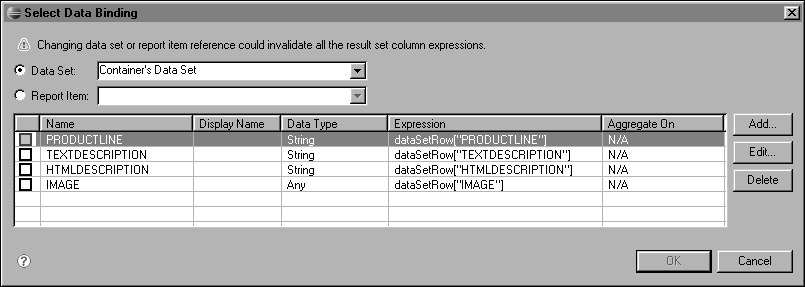 Select Data Binding
Changing data set or report item reference could invalidate all the result set column expressions.
Data Set: Container's Data Set
Report Item:
Name Display Name Data Type Expression Aggregate On
PRODUCTLINE String dataSetRow["PRODUCTLINE"] N/A
TEXTDESCRIPTION String dataSetRow["TEXTDESCRIPTION"] N/A
HTMLDESCRIPTION String dataSetRow["HTMLDESCRIPTION"] N/A
IMAGE Any dataSetRow["IMAGE"] N/A
Add...
Edit...
Delete
?
OK Cancel